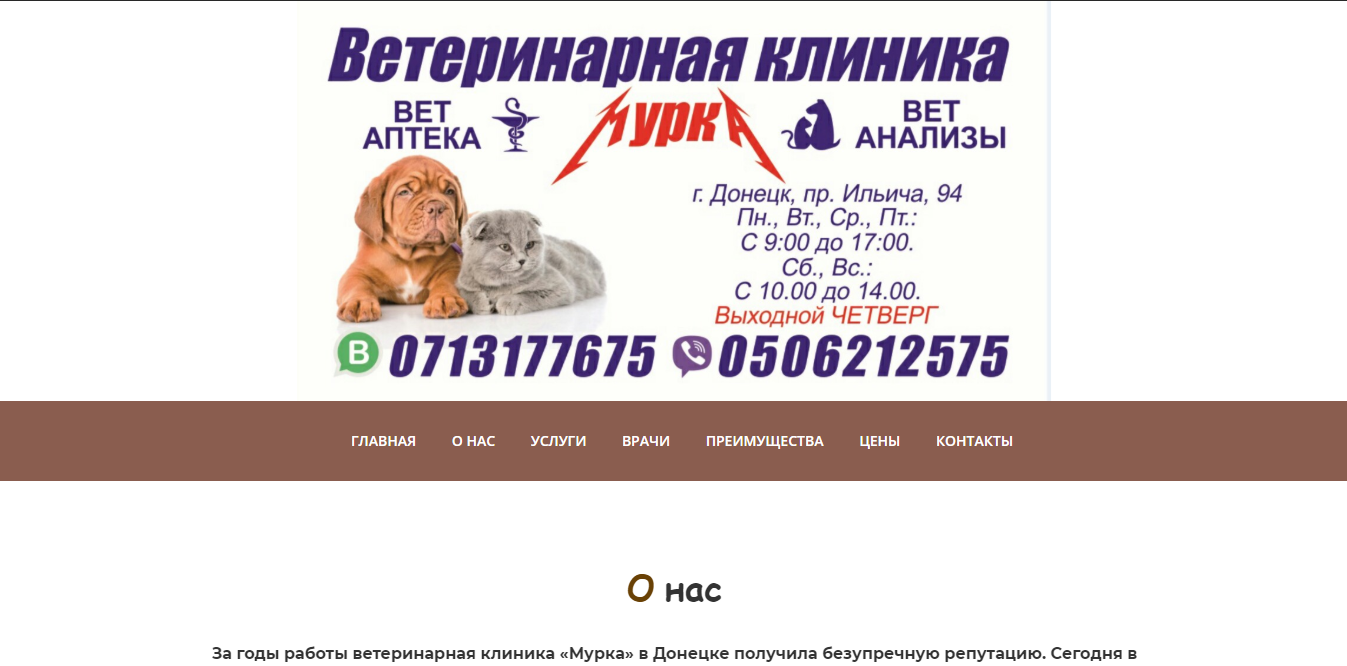 Ветеринарная клиника
ВЕТ АПТЕКА
Мурка
ВЕТ АНАЛИЗЫ
г. Донецк, пр. Ильича, 94
Пн., Вт., Ср., Пт.:
С 9:00 до 17:00.
Сб., Вс.:
С 10.00 до 14.00.
Выходной ЧЕТВЕРГ
B 0713177675 0506212575
ГЛАВНАЯ О НАС УСЛУГИ ВРАЧИ ПРЕИМУЩЕСТВА ЦЕНЫ КОНТАКТЫ
О нас
За годы работы ветеринарная клиника «Мурка» в Донецке получила безупречную репутацию. Сегодня в